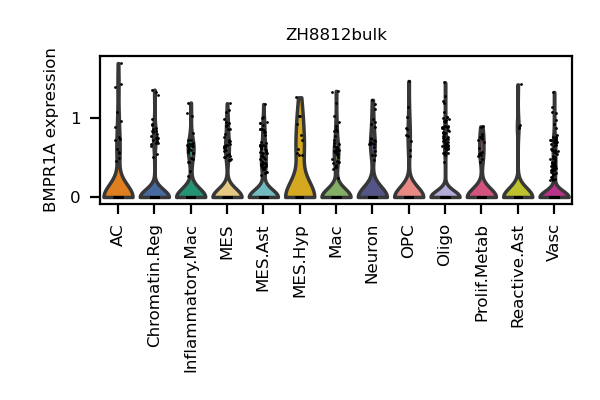 ZH8812bulk
BMPR1A expression
1
0
AC
Chromatin.Reg
Inflammatory.Mac
MES
MES.Ast
MES.Hyp
Mac
Neuron
OPC
Oligo
Prolif.Metab
Reactive.Ast
Vasc